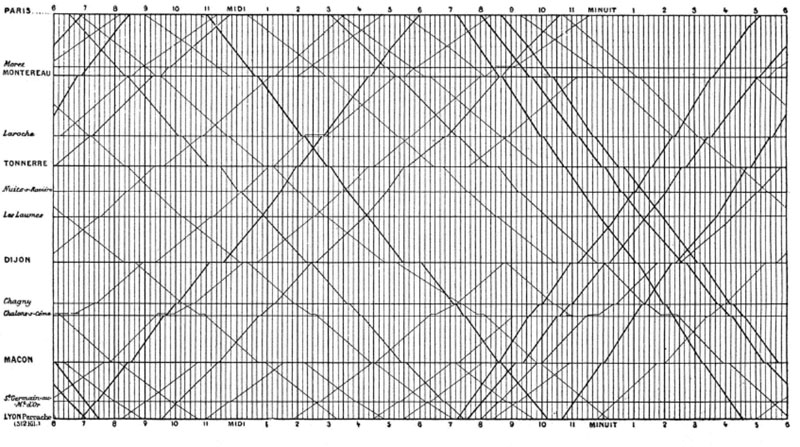 PARIS..... 6 7 8 9 10 11 MIDI 1 2 3 4 5 6 7 8 9 10 11 MINUIT 1 2 3 4 5 6
Moret
MONTEREAU
Laroche
TONNERRE
Nuits-s-Ravières
Les Laumes
DIJON
Chagny
Chalons-s-Saône
MACON
St Germain-au-
Mt d'Or
LYON Perrache 6 7 8 9 10 11 MIDI 1 2 3 4 5 6 7 8 9 10 11 MINUIT 1 2 3 4 5 6
(512 Kil.)